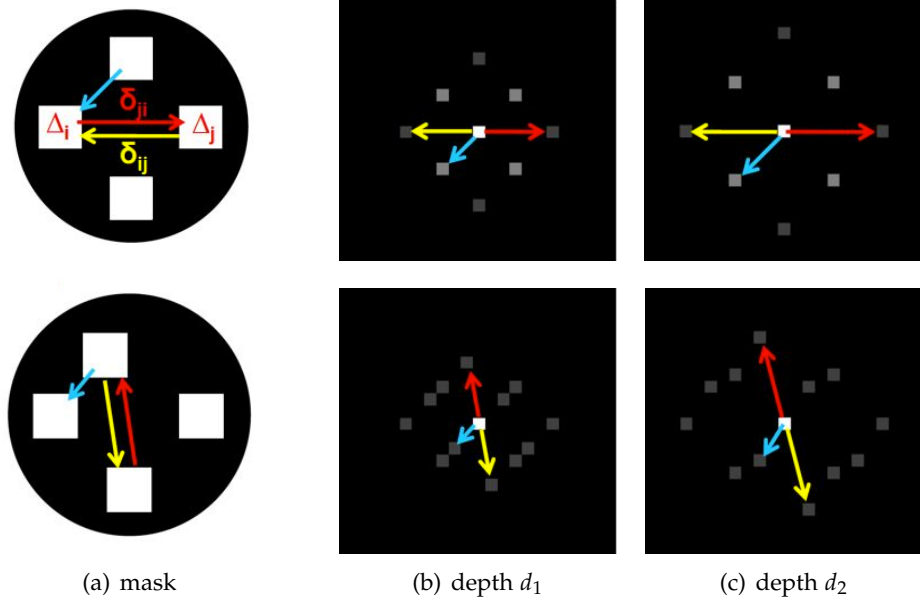 δji
Δi Δj
δij
(a) mask (b) depth d1 (c) depth d2